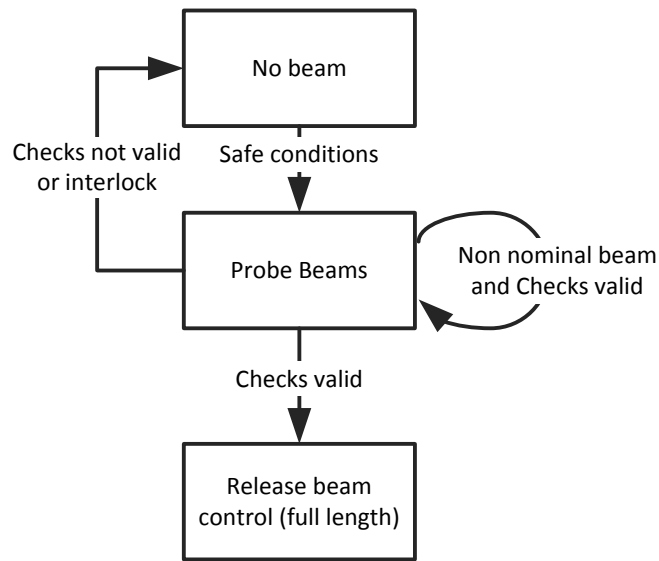 No beam
Checks not valid
or interlock
Safe conditions
Probe Beams
Non nominal beam
and Checks valid
Checks valid
Release beam
control (full length)